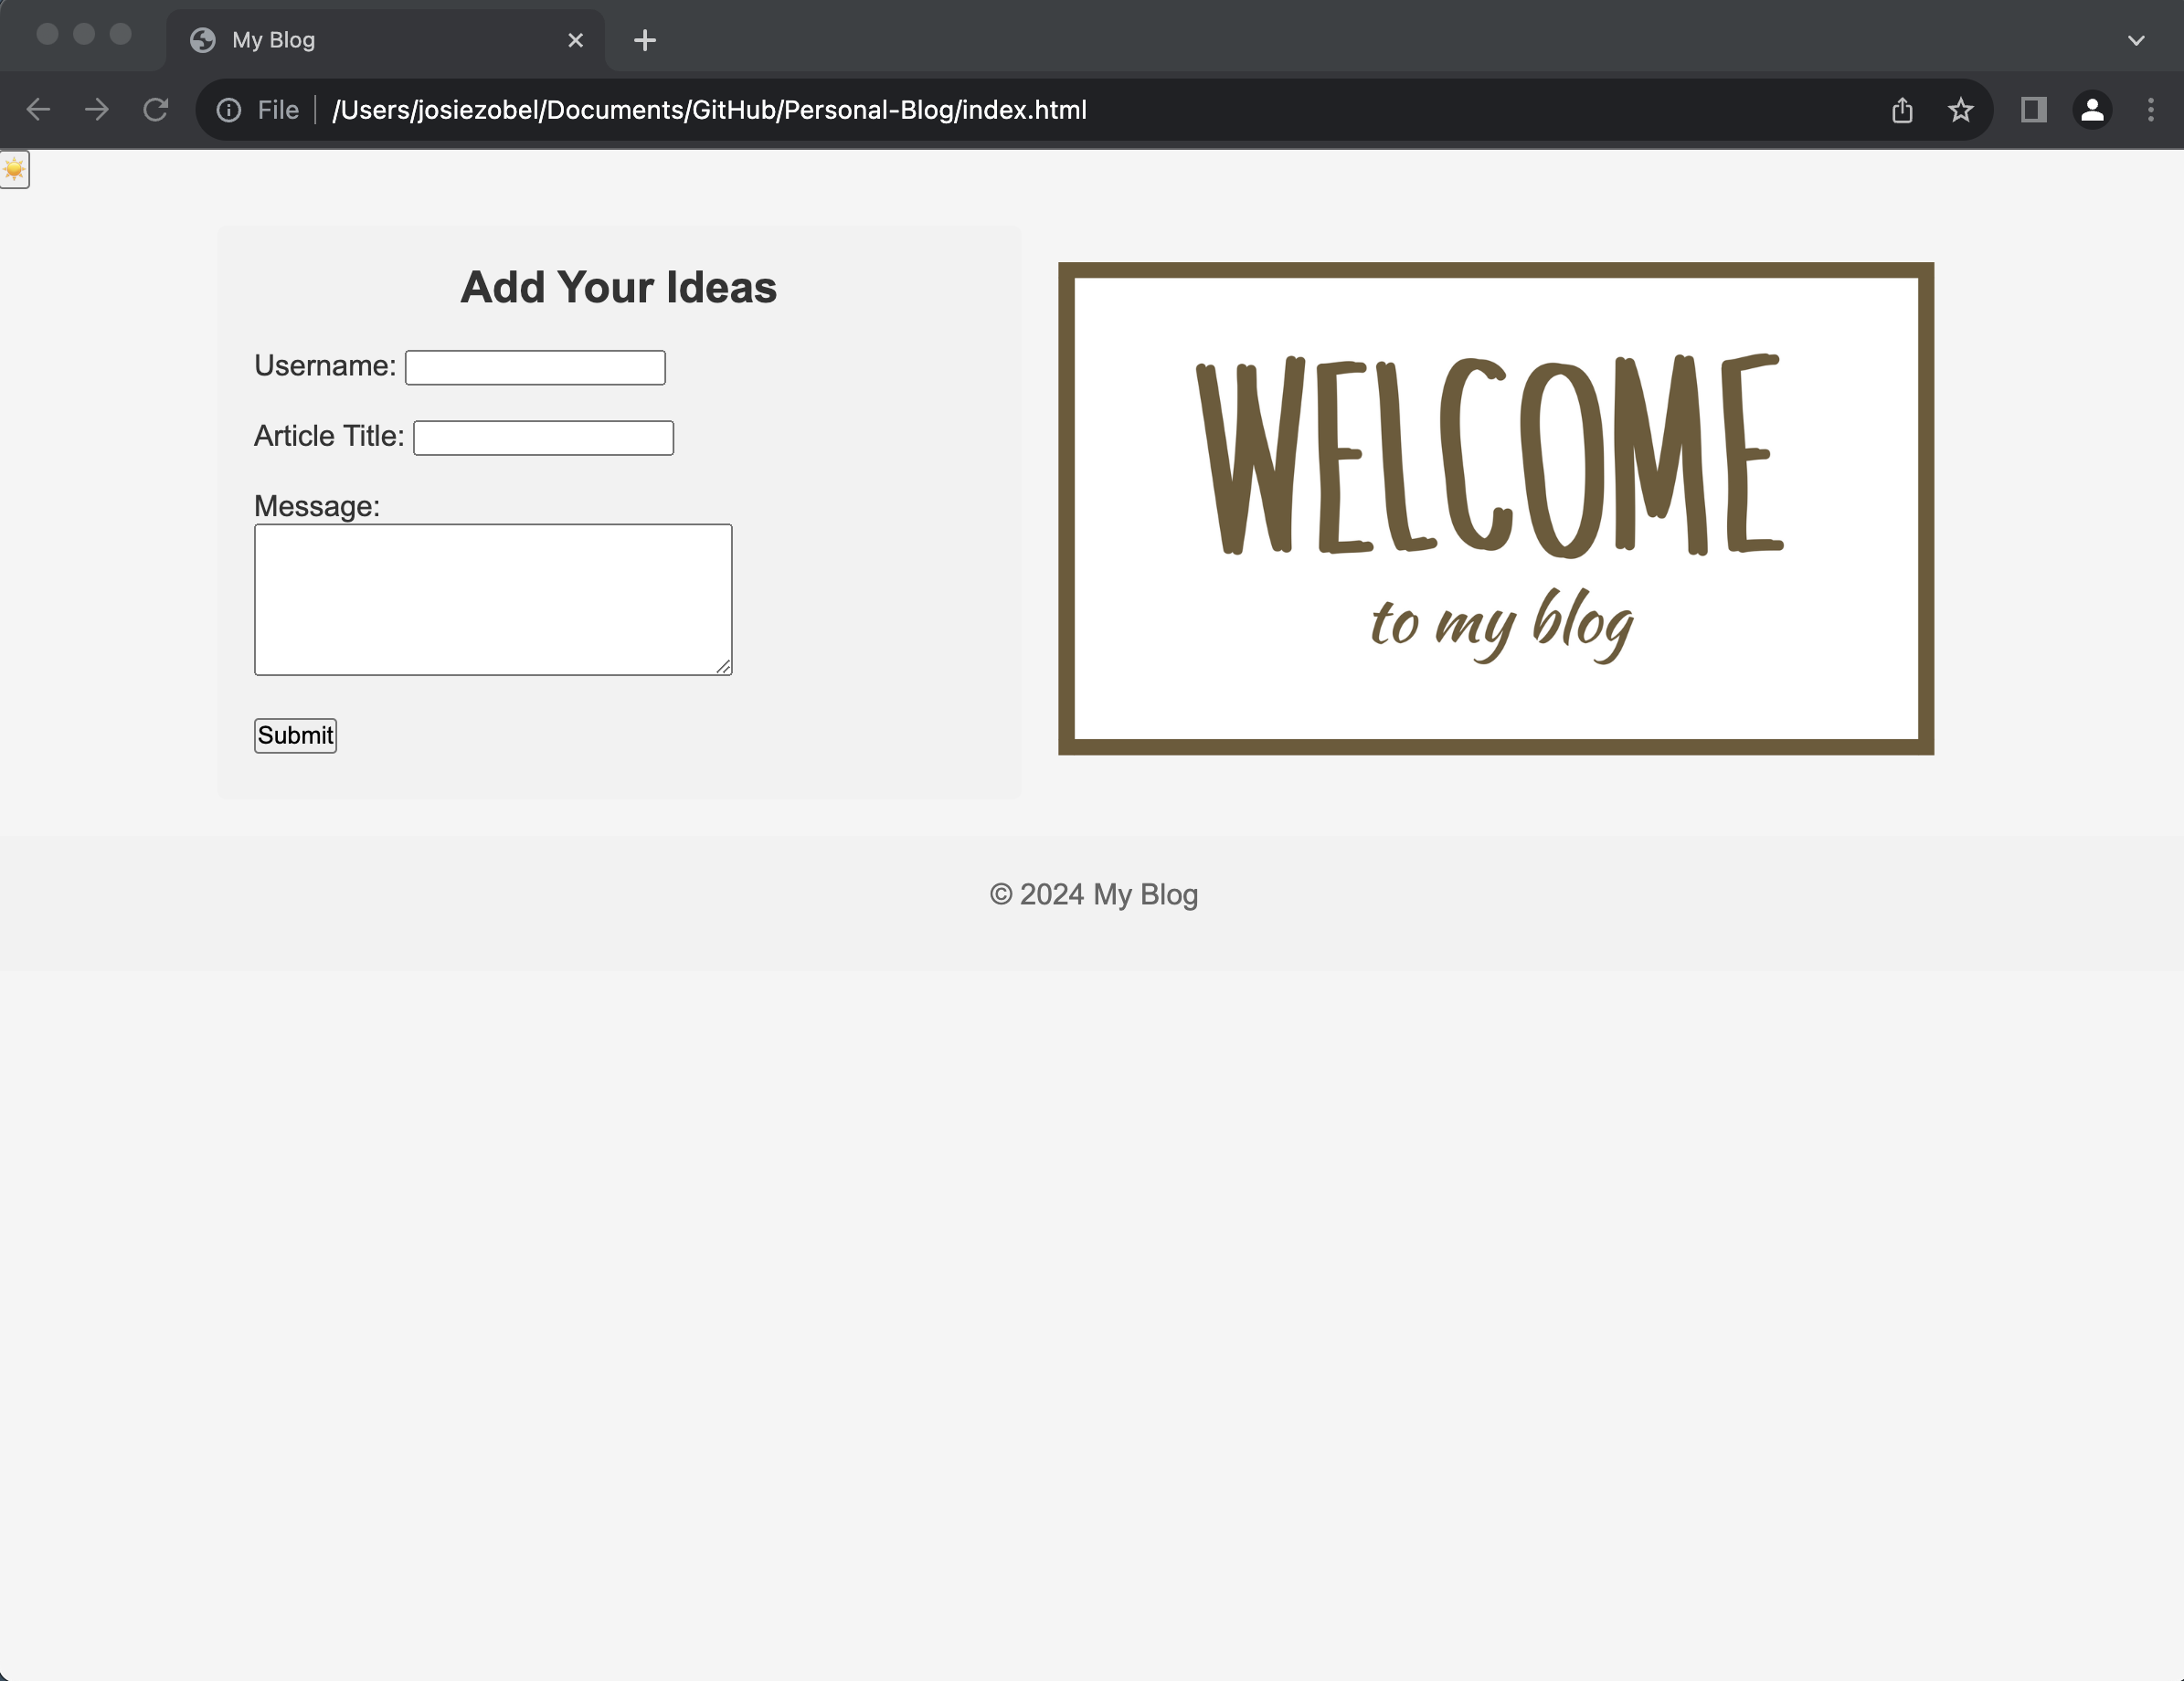 My Blog
File /Users/josiezobel/Documents/GitHub/Personal-Blog/index.html
Add Your Ideas
Username:
Article Title:
Message:
Submit
WELCOME
to my blog
© 2024 My Blog